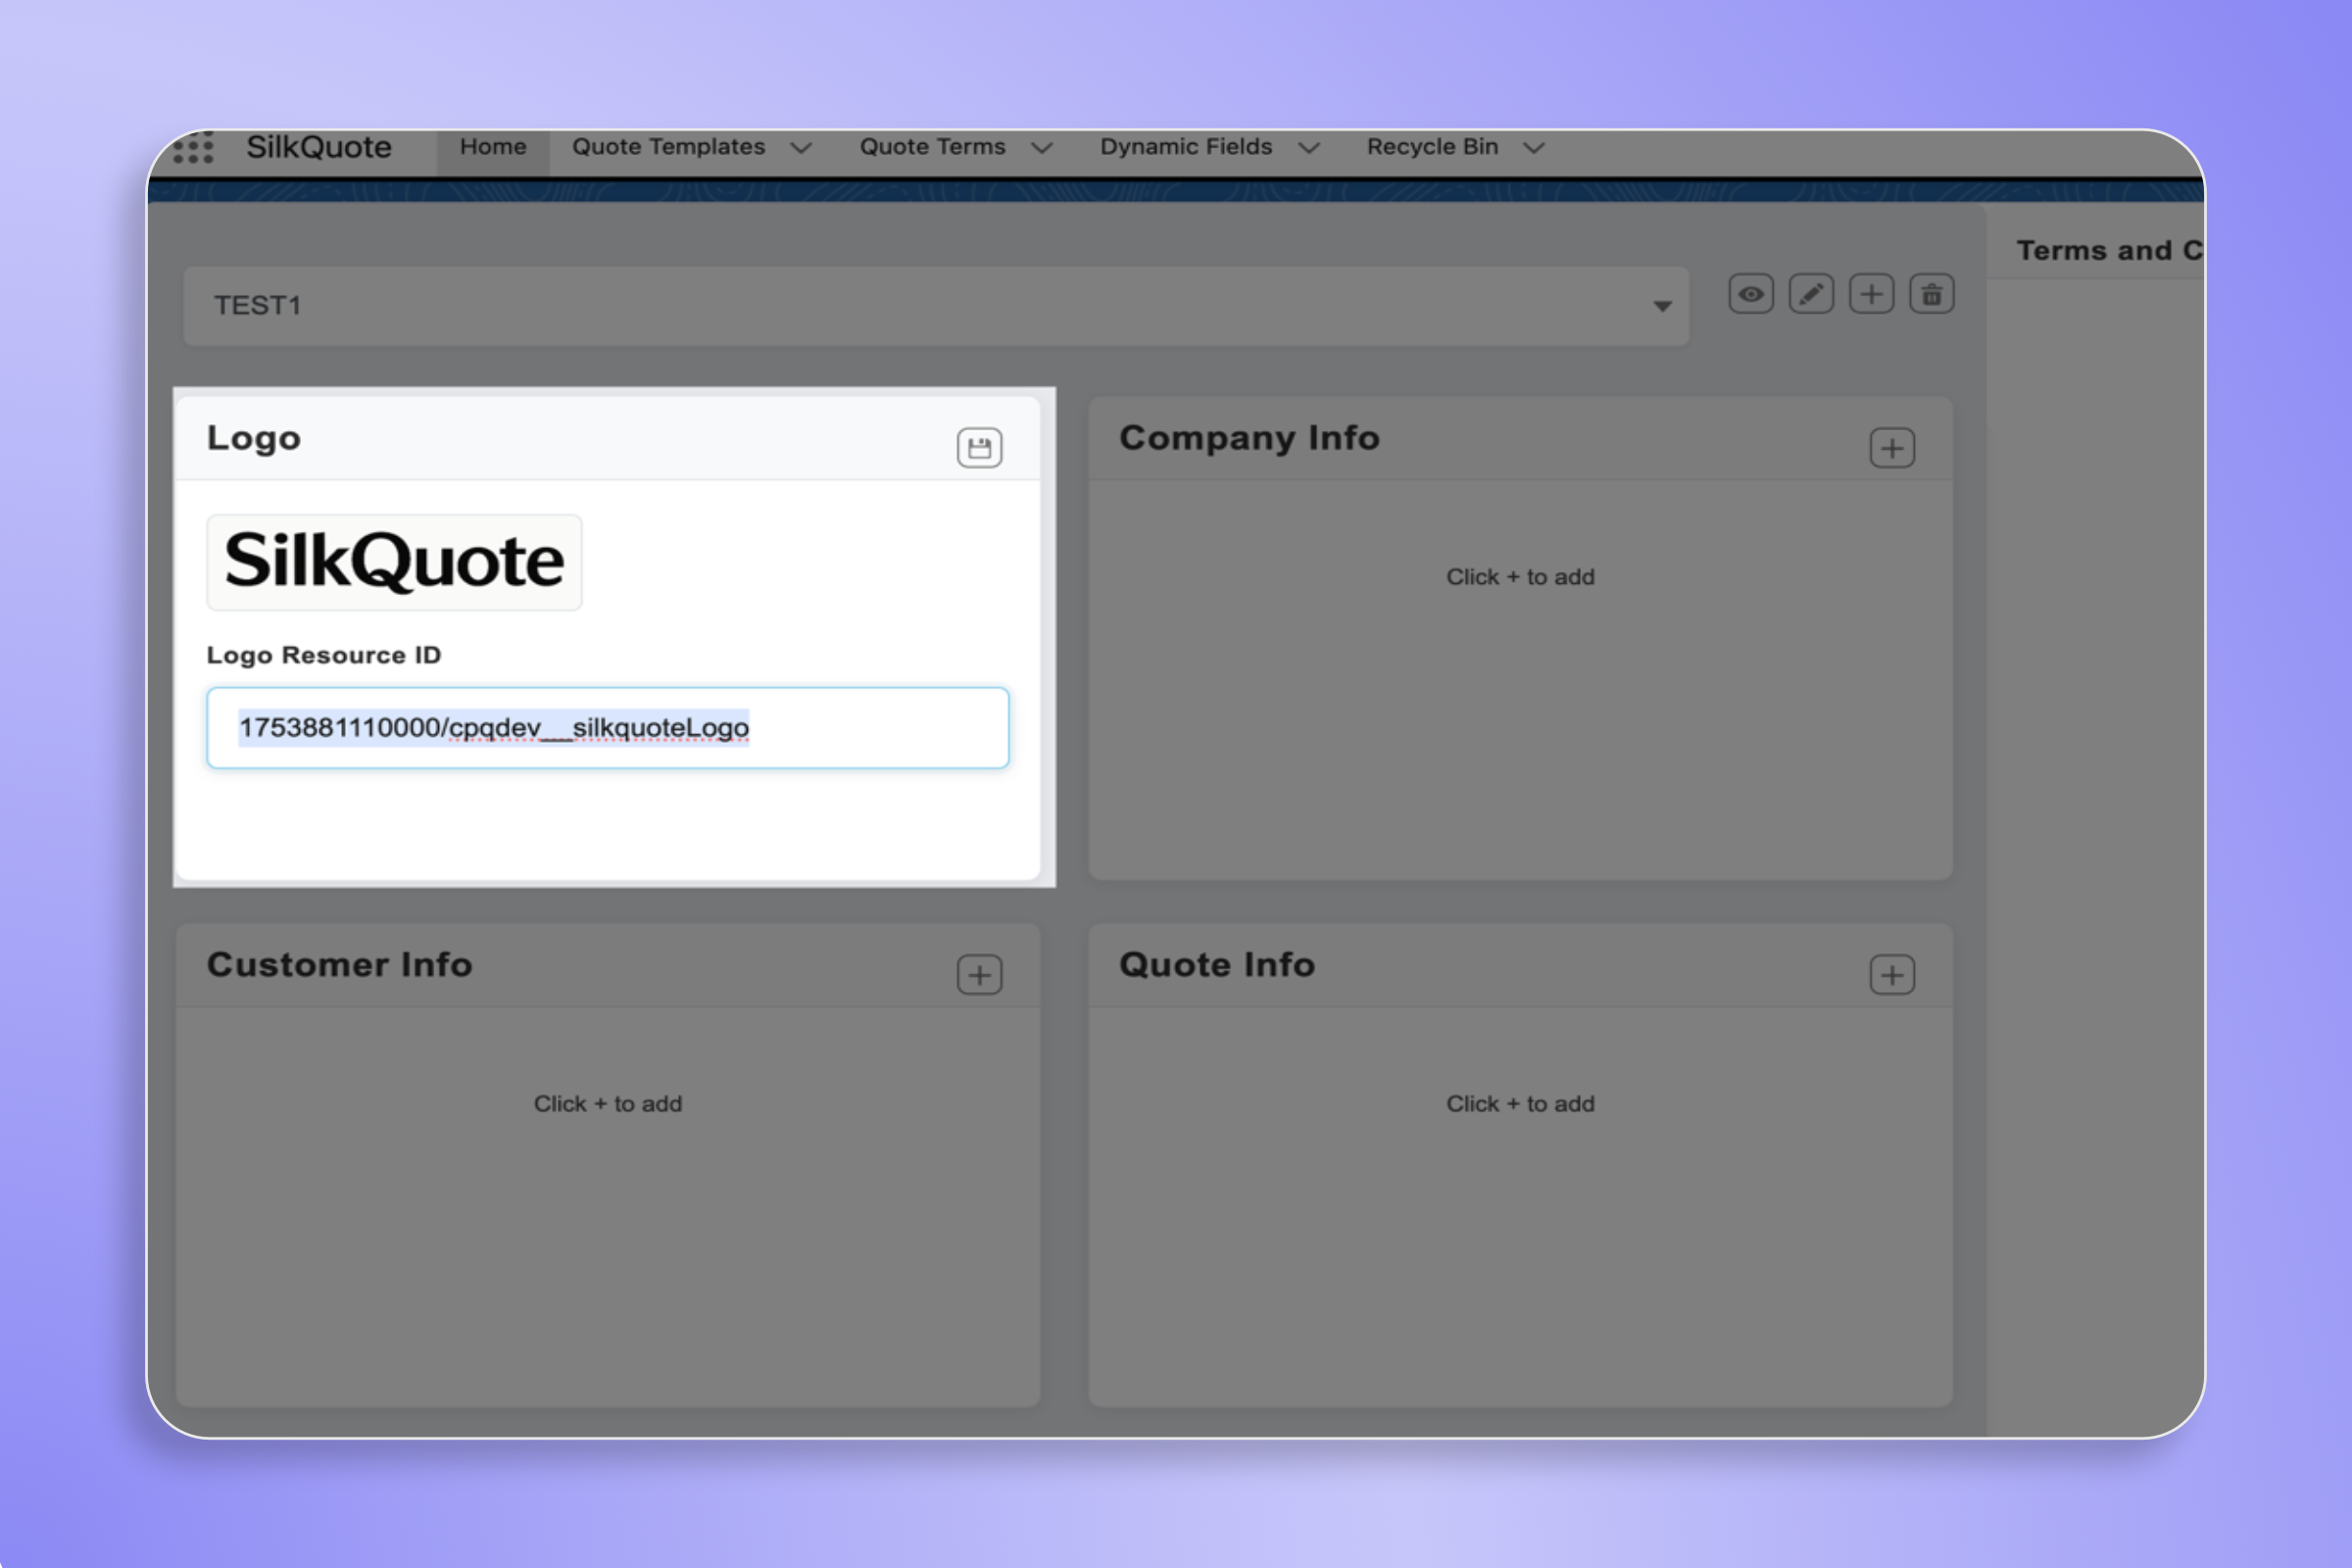 SilkQuote Home Quote Templates Quote Terms Dynamic Fields Recycle Bin
Terms and C
TEST1
Logo
SilkQuote
Logo Resource ID
1753881110000/cpqdev__silkquoteLogo
Company Info
Click + to add
Customer Info
Click + to add
Quote Info
Click + to add